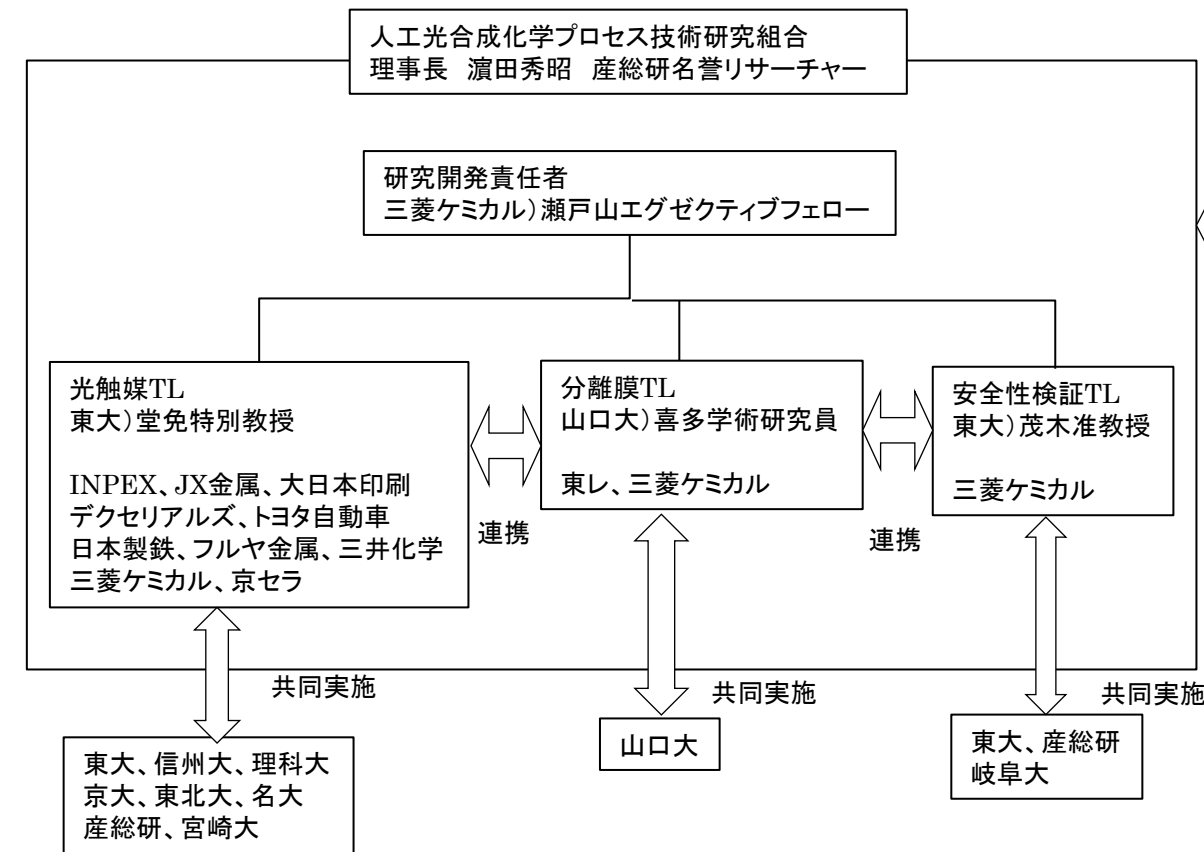 人工光合成化学プロセス技術研究組合
理事長 濵田秀昭 産総研名誉リサーチャー
研究開発責任者
三菱ケミカル）瀬戸山エグゼクティブフェロー
光触媒TL
東大）堂免特別教授
INPEX、JX金属、大日本印刷
デクセリアルズ、トヨタ自動車
日本製鉄、フルヤ金属、三井化学
三菱ケミカル、京セラ
連携
分離膜TL
山口大）喜多学術研究員
東レ、三菱ケミカル
連携
安全性検証TL
東大）茂木准教授
三菱ケミカル
共同実施
共同実施
共同実施
東大、信州大、理科大
京大、東北大、名大
産総研、宮崎大
山口大
東大、産総研
岐阜大